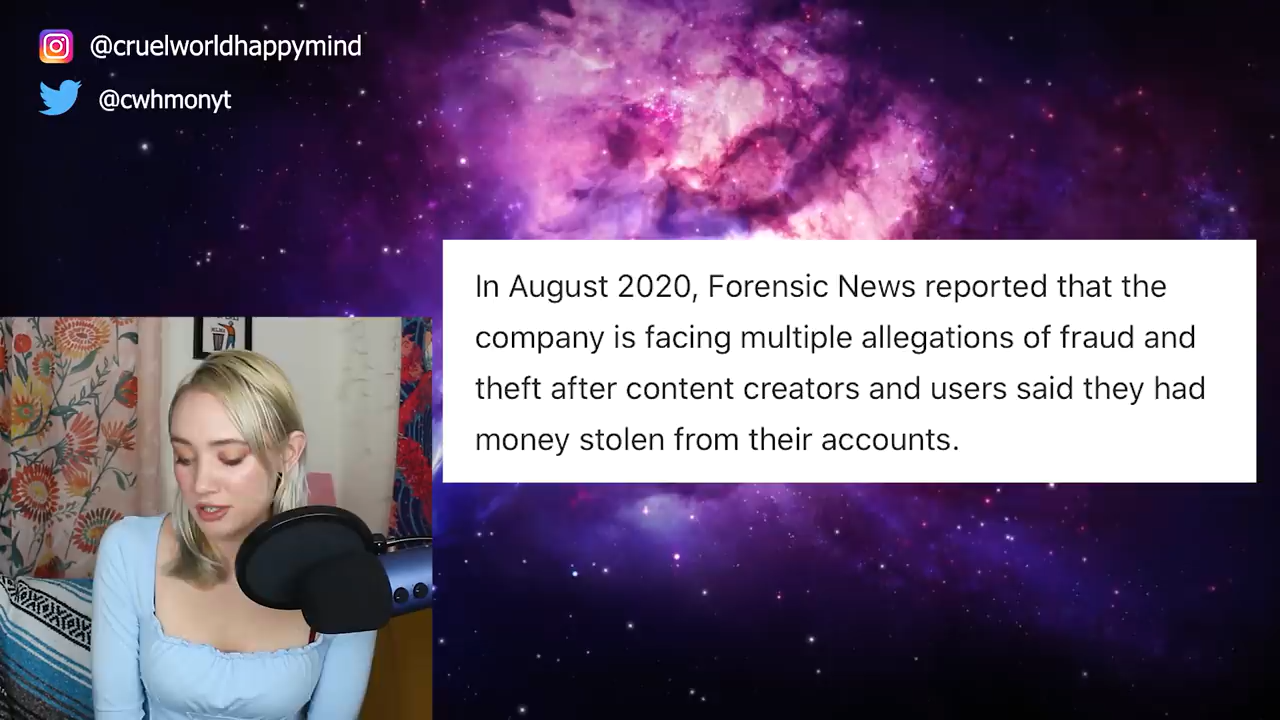 @cruelworldhappymind
@cwhmonyt
In August 2020, Forensic News reported that the
company is facing multiple allegations of fraud and
theft after content creators and users said they had
money stolen from their accounts.